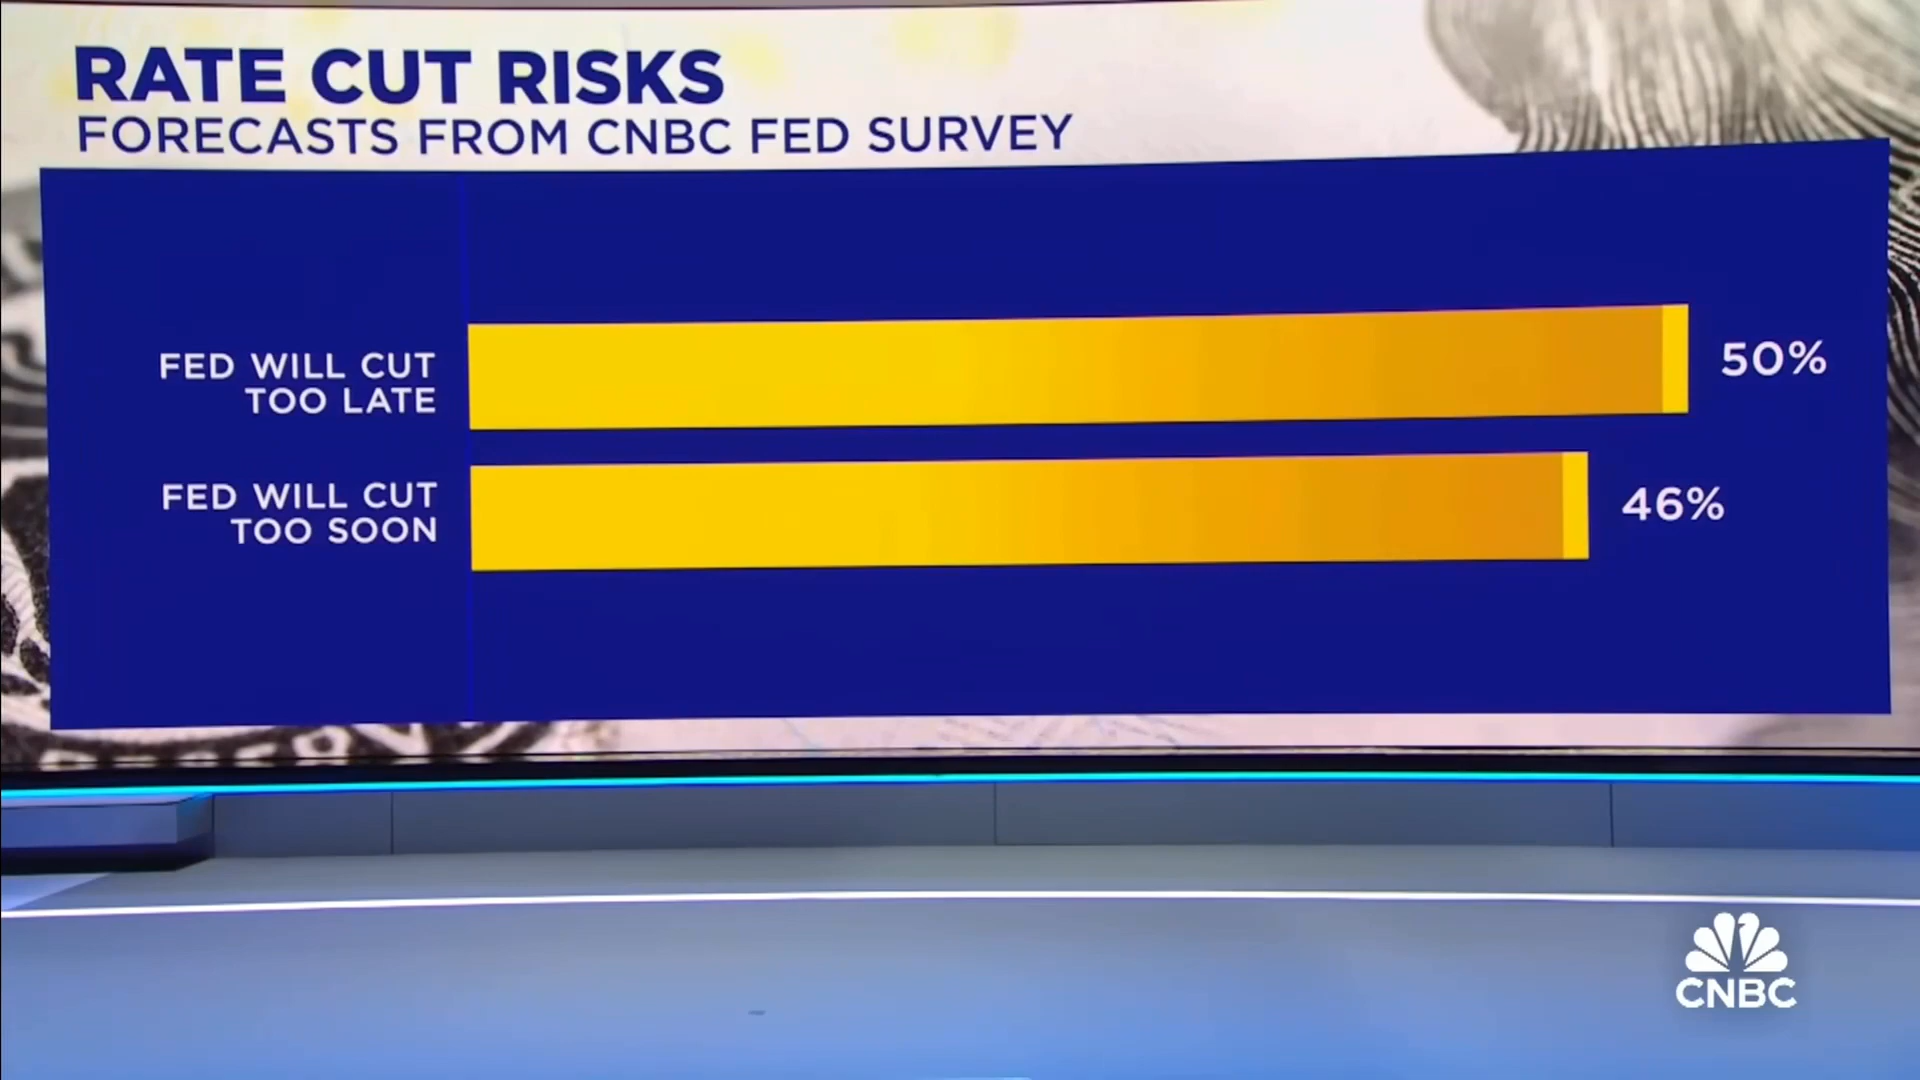 RATE CUT RISKS
FORECASTS FROM CNBC FED SURVEY
FED WILL CUT
TOO LATE
50%
FED WILL CUT
TOO SOON
46%
CNBC